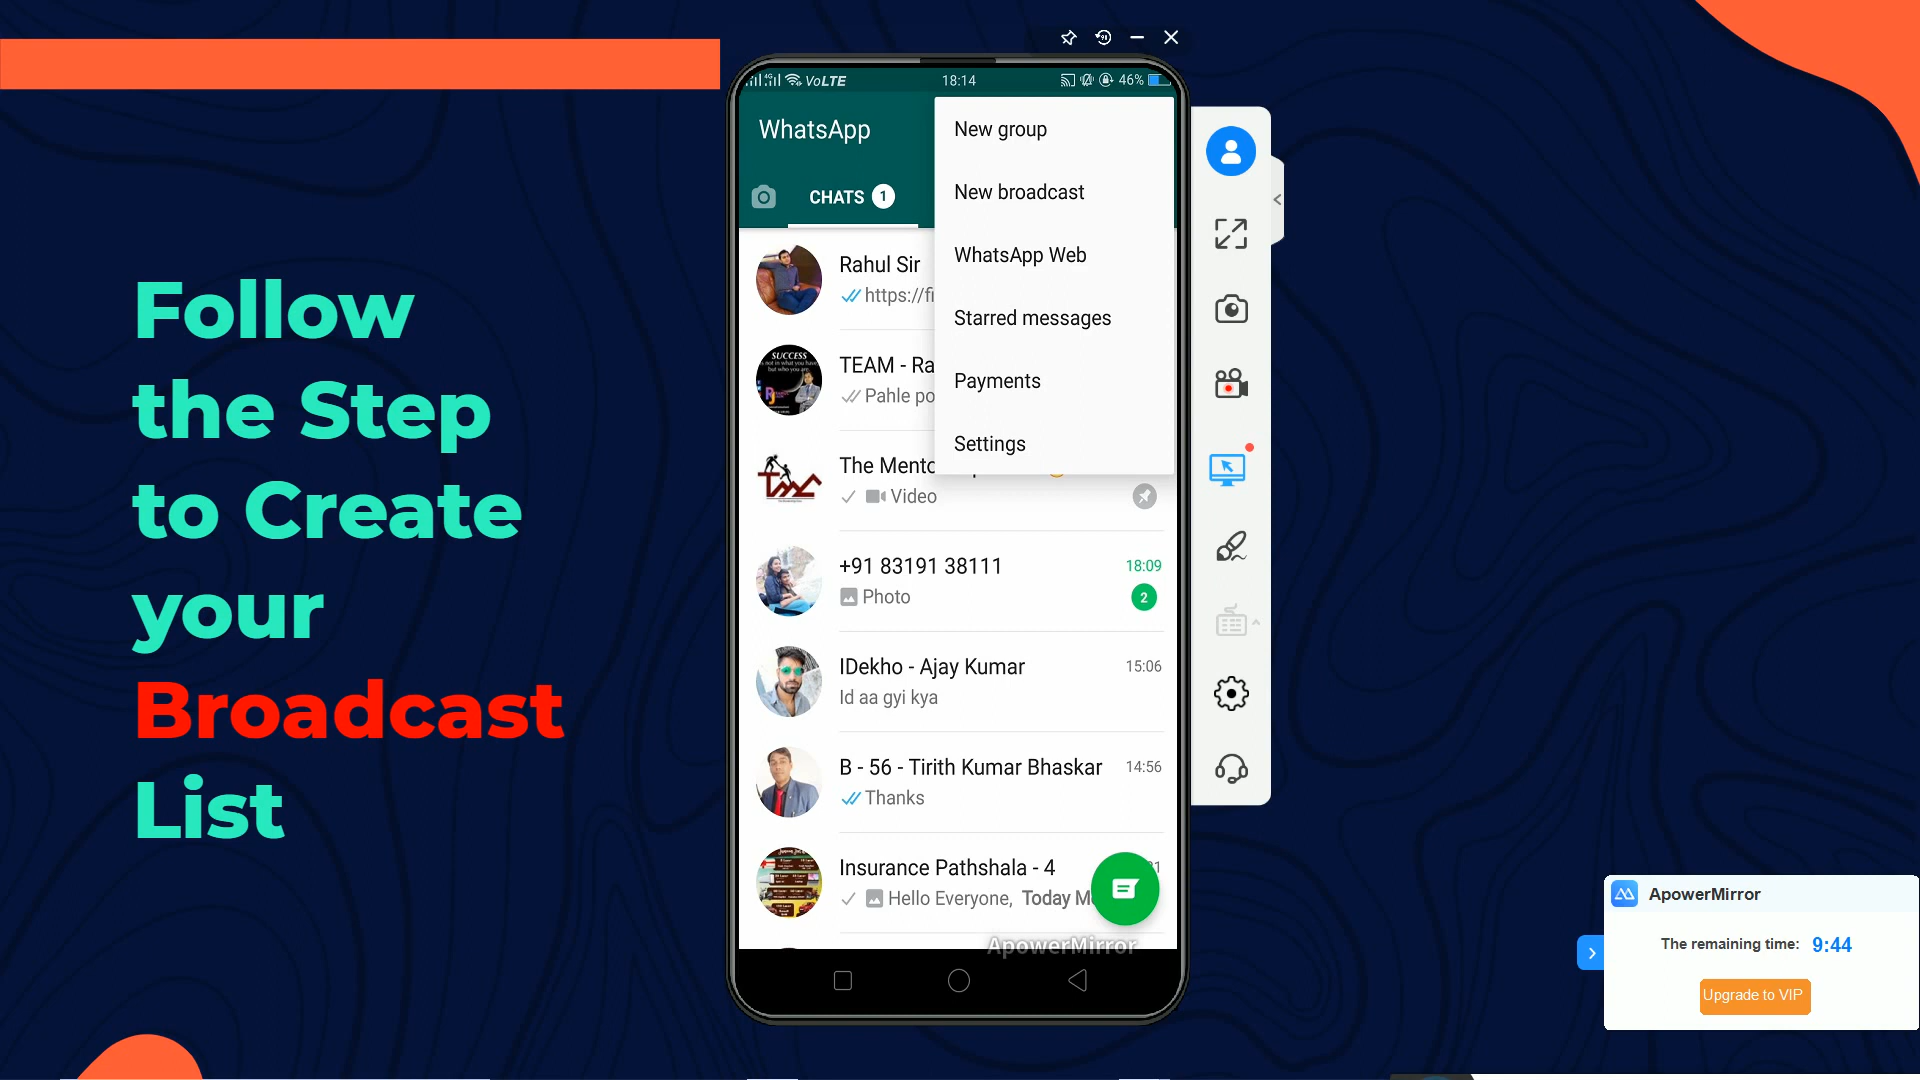 Follow
the Step
to Create
your
Broadcast
List
VoLTE
18:14
46%
WhatsApp
CHATS 1
New group
New broadcast
WhatsApp Web
Starred messages
Payments
Settings
Rahul Sir
https://fi
SUCCESS
TEAM - Ra
Pahle po
The Mento
Video
+91 83191 38111
18:09
Photo
2
IDekho - Ajay Kumar
15:06
Id aa gyi kya
B - 56 - Tirith Kumar Bhaskar
14:56
Thanks
Insurance Pathshala - 4
Hello Everyone, Today M
ApowerMirror
ApowerMirror
The remaining time: 9:44
Upgrade to VIP